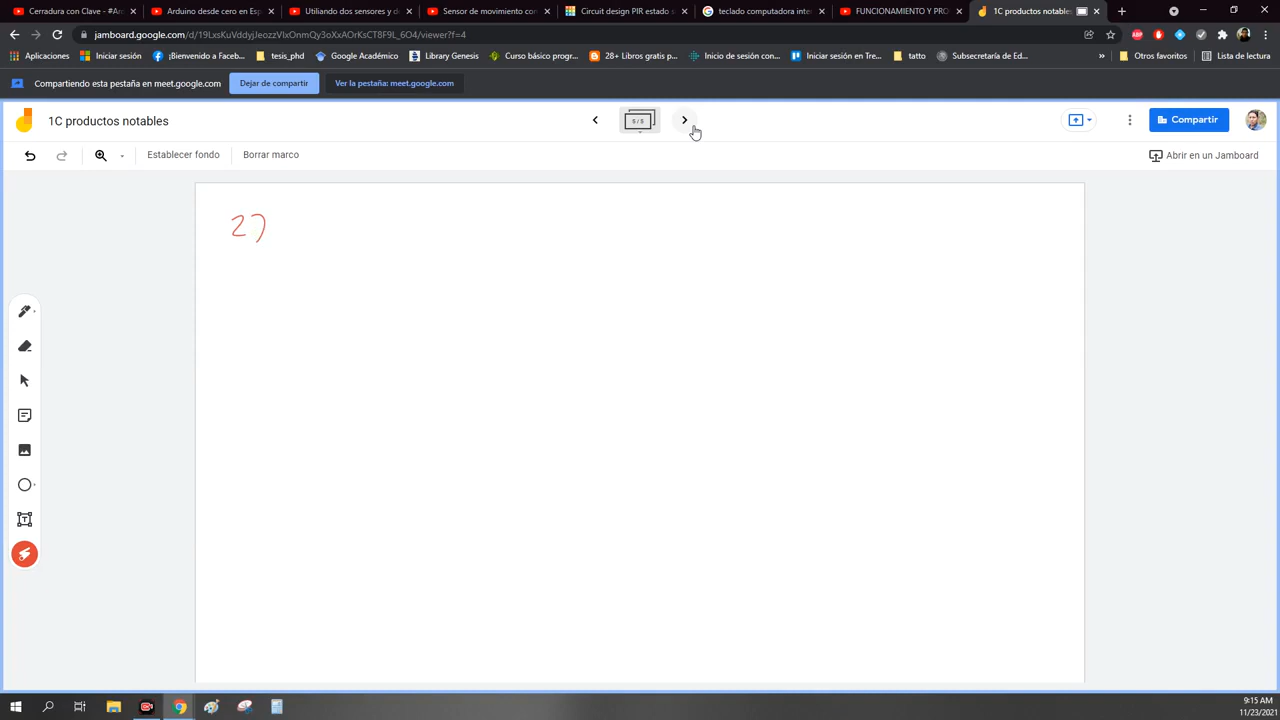 Cerradura con Clave - #Ar
Arduino desde cero en Esp
Utiliando dos sensores y de
Sensor de movimiento con
Circuit design PIR estado s
teclado computadora inter
FUNCIONAMIENTO Y PRO
1C productos notables
jamboard.google.com/d/19LxsKuVddyjJeozzVlxOnmQy3oXxAOrKsCT8F9L_6O4/viewer?f=4
Aplicaciones
Iniciar sesión
¡Bienvenido a Faceb...
tesis_phd
Google Académico
Library Genesis
Curso básico progr...
28+ Libros gratis p...
Inicio de sesión con...
Iniciar sesión en Tre...
tatto
Subsecretaría de Ed...
»
Otros favoritos
Lista de lectura
Compartiendo esta pestaña en meet.google.com
Dejar de compartir
Ver la pestaña: meet.google.com
1C productos notables
5 / 5
Compartir
Establecer fondo
Borrar marco
Abrir en un Jamboard
2)
9:15 AM
11/23/2021